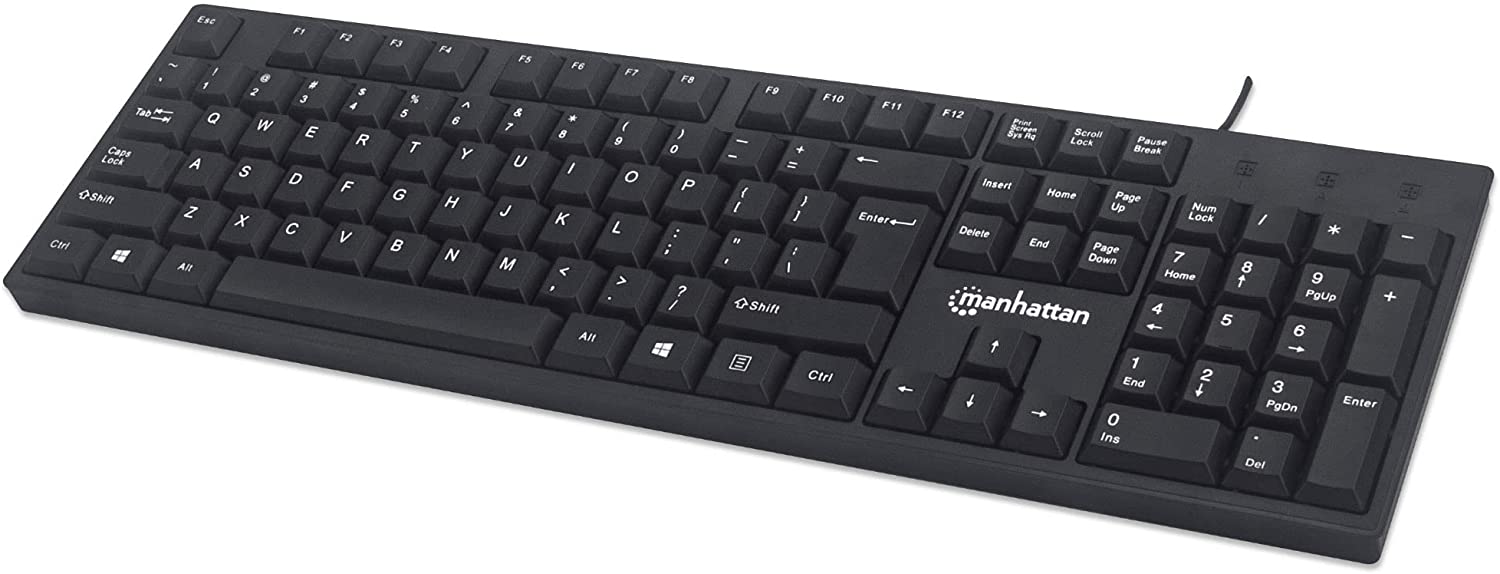 Esc
F1
F2
F3
F4
F5
F6
F7
F8
F9
F10
F11
F12
Print
Screen
Sys Rq
Scroll
Lock
Pause
Break
~
`
!
1
@
2
#
3
$
4
%
5
^
6
&
7
*
8
(
9
)
0
_
-
+
=
←
Insert
Home
Page
Up
Num
Lock
/
*
-
Tab
Q
W
E
R
T
Y
U
I
O
P
{
[
}
]
Enter
Delete
End
Page
Down
7
Home
8
↑
9
PgUp
+
Caps
Lock
A
S
D
F
G
H
J
K
L
:
;
"
'
manhattan
4
←
5
6
→
Shift
Z
X
C
V
B
N
M
<
,
>
.
?
/
Shift
↑
1
End
2
↓
3
PgDn
Enter
Ctrl
Alt
Alt
Ctrl
←
↓
→
0
Ins
.
Del